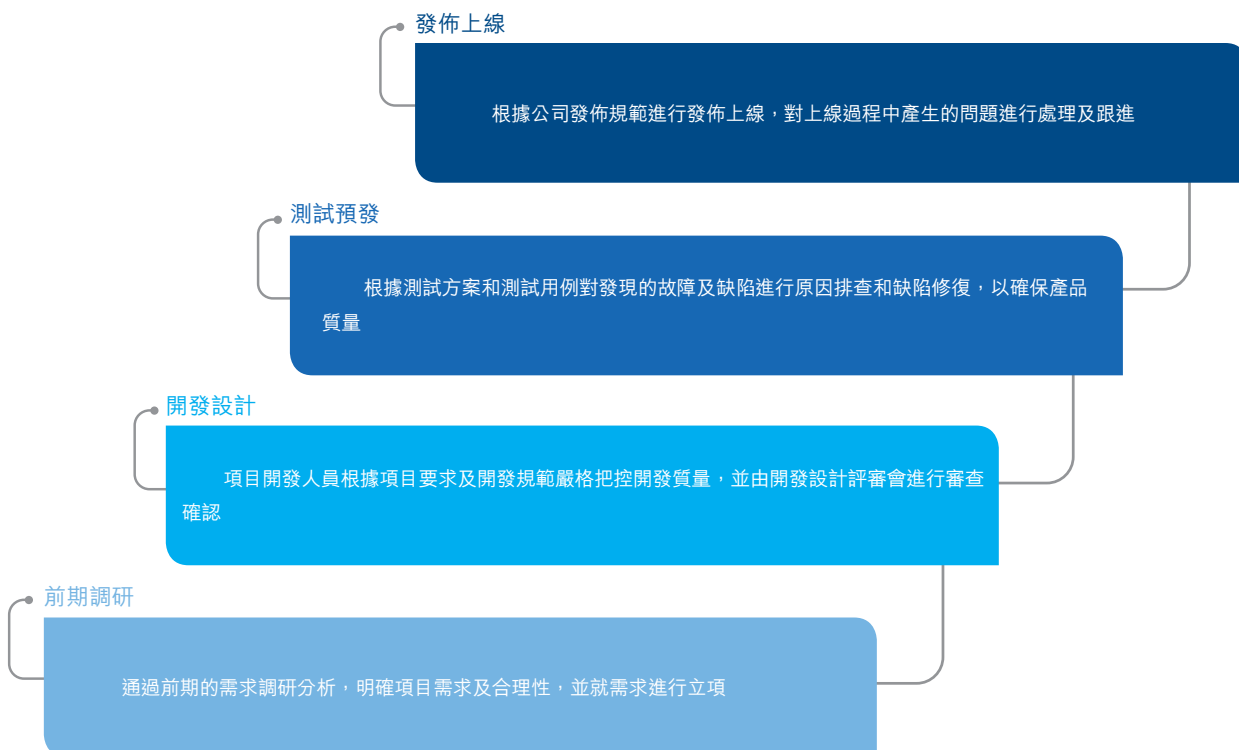 發佈上線
根據公司發佈規範進行發佈上線，對上線過程中產生的問題進行處理及跟進
測試預發
根據測試方案和測試用例對發現的故障及缺陷進行原因排查和缺陷修復，以確保產品
質量
開發設計
項目開發人員根據項目要求及開發規範嚴格把控開發質量，並由開發設計評審會進行審查
確認
前期調研
通過前期的需求調研分析，明確項目需求及合理性，並就需求進行立項